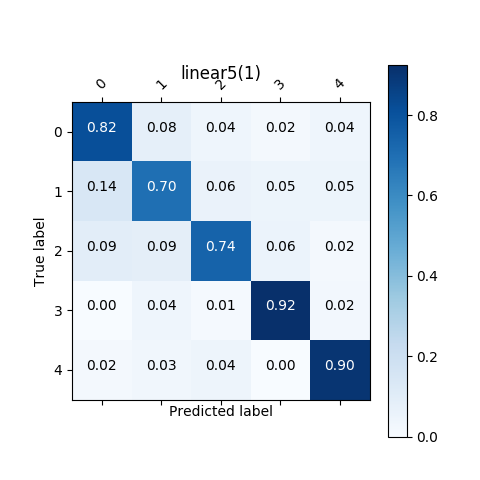 linear5(1)
0 1 2 3 4
0 0.82 0.08 0.04 0.02 0.04
1 0.14 0.70 0.06 0.05 0.05
2 0.09 0.09 0.74 0.06 0.02
3 0.00 0.04 0.01 0.92 0.02
4 0.02 0.03 0.04 0.00 0.90
True label
Predicted label
0.8
0.6
0.4
0.2
0.0